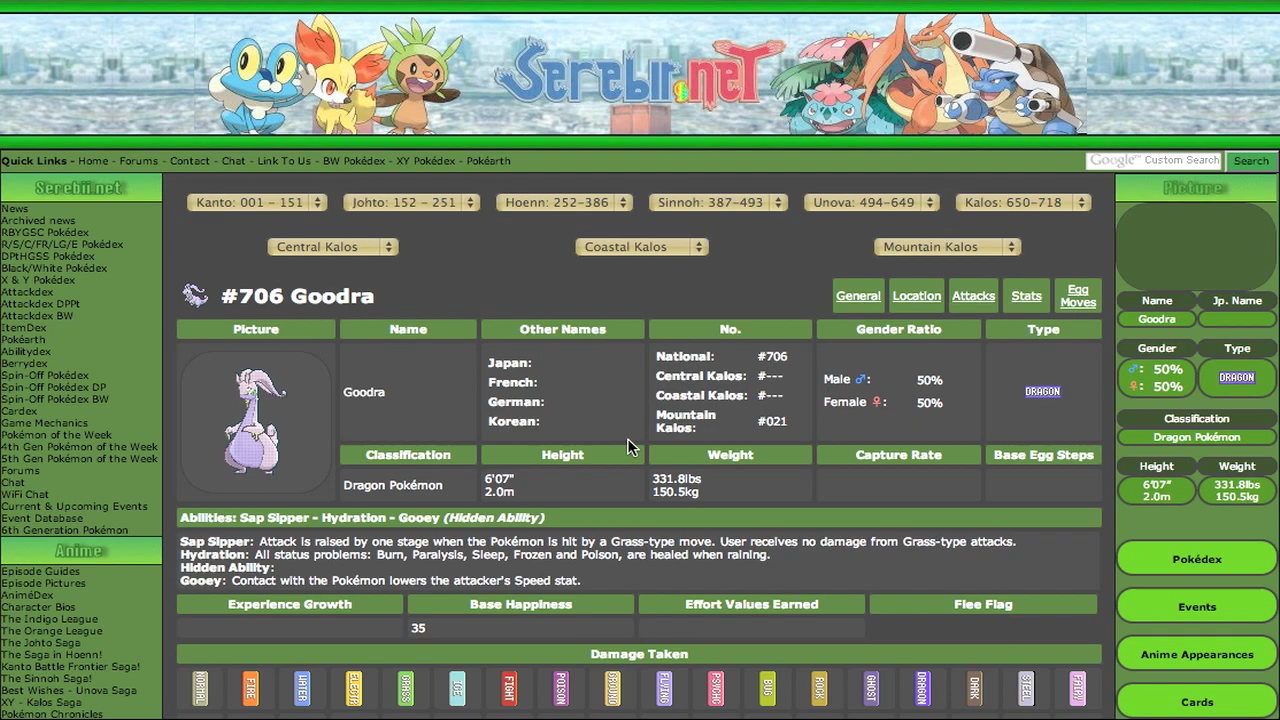 Serebii.net
Quick Links - Home - Forums - Contact - Chat - Link To Us - BW Pokédex - XY Pokédex - Pokéarth
Google™ Custom Search
Search
Serebii.net
News
Archived news
RBYGSC Pokédex
R/S/C/FR/LG/E Pokédex
DPtHGSS Pokédex
Black/White Pokédex
X & Y Pokédex
Attackdex
Attackdex DPPt
Attackdex BW
ItemDex
Pokéarth
Abilitydex
Berrydex
Spin-Off Pokédex
Spin-Off Pokédex DP
Spin-Off Pokédex BW
Cardex
Game Mechanics
Pokémon of the Week
4th Gen Pokémon of the Week
5th Gen Pokémon of the Week
Forums
Chat
WiFi Chat
Current & Upcoming Events
Event Database
6th Generation Pokémon
Anime
Episode Guides
Episode Pictures
AniméDex
Character Bios
The Indigo League
The Orange League
The Johto Saga
The Saga in Hoenn!
Kanto Battle Frontier Saga!
The Sinnoh Saga!
Best Wishes - Unova Saga
XY - Kalos Saga
Pokémon Chronicles
Kanto: 001 - 151
Johto: 152 - 251
Hoenn: 252-386
Sinnoh: 387-493
Unova: 494-649
Kalos: 650-718
Central Kalos
Coastal Kalos
Mountain Kalos
#706 Goodra
General
Location
Attacks
Stats
Egg Moves
Picture Name Other Names No. Gender Ratio Type
Goodra
Japan:
French:
German:
Korean:
National: #706
Central Kalos: #---
Coastal Kalos: #---
Mountain Kalos: #021
Male ♂: 50%
Female ♀: 50%
DRAGON
Classification Height Weight Capture Rate Base Egg Steps
Dragon Pokémon
6'07"
2.0m
331.8lbs
150.5kg
Abilities: Sap Sipper - Hydration - Gooey (Hidden Ability)
Sap Sipper: Attack is raised by one stage when the Pokémon is hit by a Grass-type move. User receives no damage from Grass-type attacks.
Hydration: All status problems: Burn, Paralysis, Sleep, Frozen and Poison, are healed when raining.
Hidden Ability:
Gooey: Contact with the Pokémon lowers the attacker's Speed stat.
Experience Growth Base Happiness Effort Values Earned Flee Flag
35
Damage Taken
NORMAL FIRE WATER ELECTR GRASS ICE FIGHT POISON GROUND FLYING PSYCHC BUG ROCK GHOST DRAGON DARK STEEL FAIRY
Picture
Name Jp. Name
Goodra
Gender Type
♂: 50%
♀: 50%
DRAGON
Classification
Dragon Pokémon
Height Weight
6'07"
2.0m
331.8lbs
150.5kg
Pokédex
Events
Anime Appearances
Cards